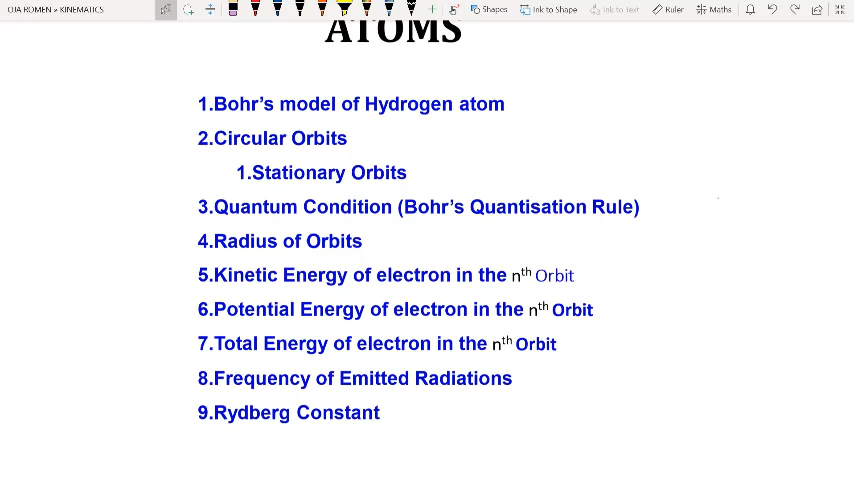 OJA ROMEN » KINEMATICS
Shapes
Ink to Shape
Ink to Text
Ruler
Maths
ATOMS
1.Bohr's model of Hydrogen atom
2.Circular Orbits
1.Stationary Orbits
3.Quantum Condition (Bohr's Quantisation Rule)
4.Radius of Orbits
5.Kinetic Energy of electron in the nth Orbit
6.Potential Energy of electron in the nth Orbit
7.Total Energy of electron in the nth Orbit
8.Frequency of Emitted Radiations
9.Rydberg Constant